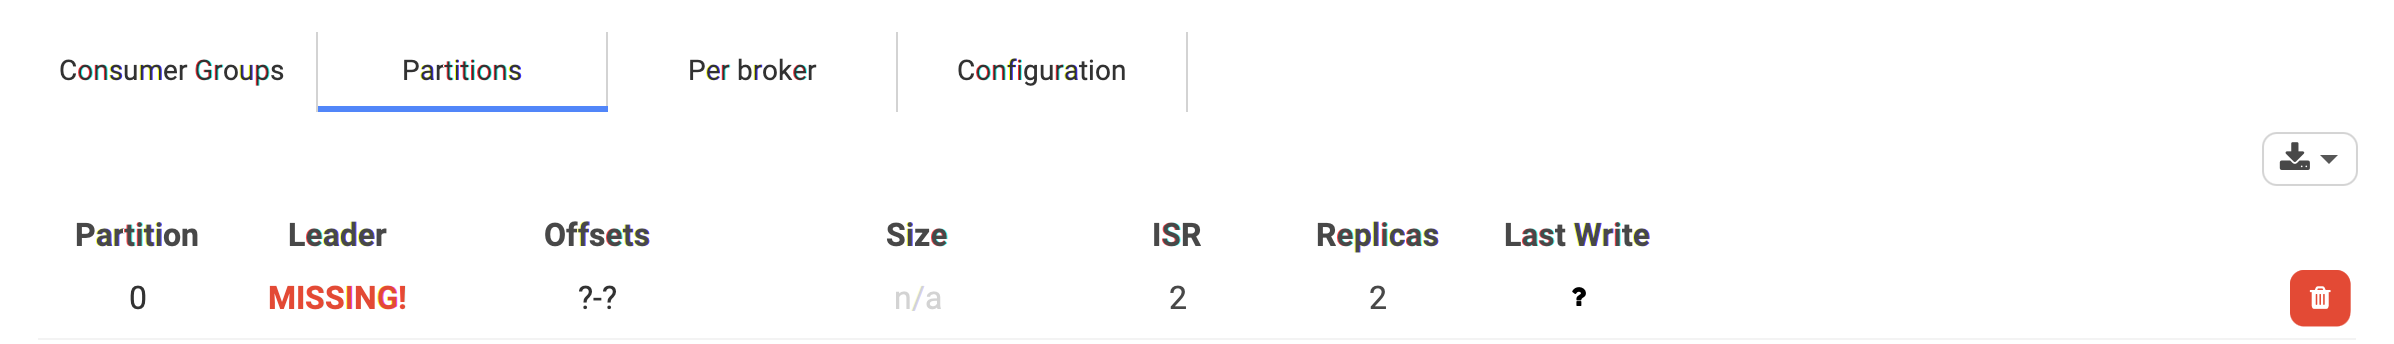 Consumer Groups Partitions Per broker Configuration
Partition Leader Offsets Size ISR Replicas Last Write
0 MISSING! ?-? n/a 2 2 ?